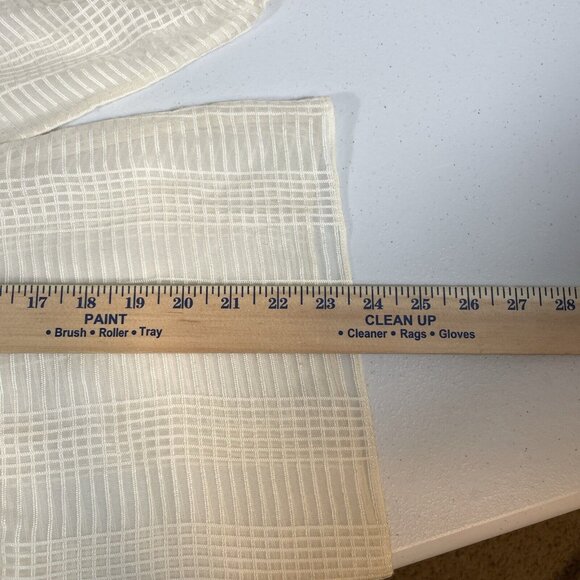 17 18 19 20 21 22 23 24 25 26 27 28
PAINT CLEAN UP
• Brush • Roller • Tray • Cleaner • Rags • Gloves